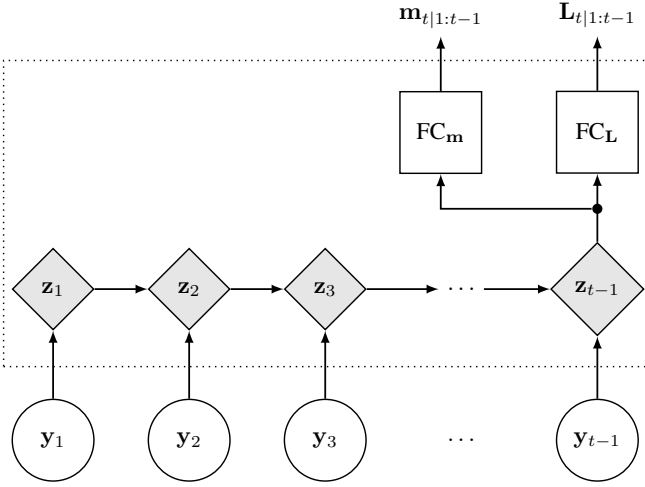 𝐦_{t|1:t−1} 𝐋_{t|1:t−1}
FC_𝐦 FC_𝐋
𝐳_1 𝐳_2 𝐳_3 ⋯ 𝐳_{t−1}
𝐲_1 𝐲_2 𝐲_3 ⋯ 𝐲_{t−1}